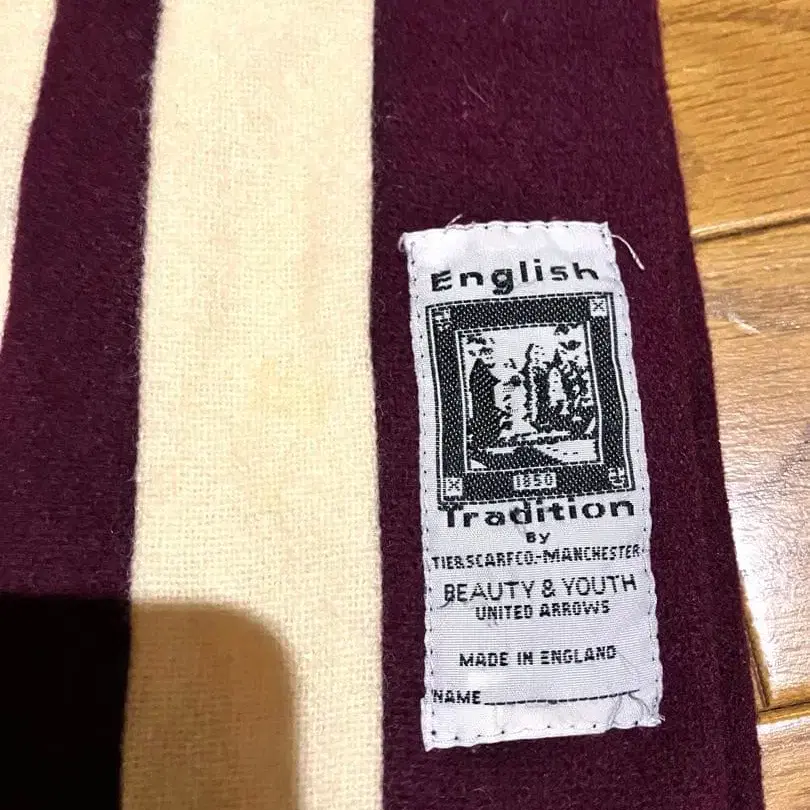 English
1850
Tradition
By
TIE&SCARFCO.-MANCHESTER
BEAUTY & YOUTH
UNITED ARROWS
MADE IN ENGLAND
NAME